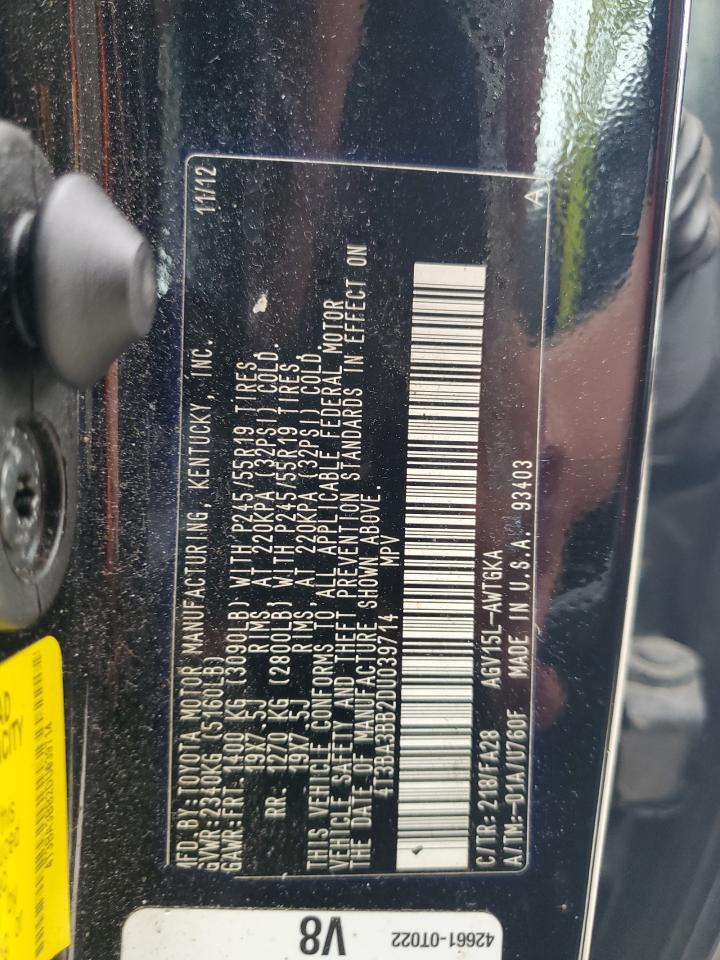 11/12
MFD.BY:TOYOTA MOTOR MANUFACTURING, KENTUCKY, INC.
GVWR:2340KG (5160LB)
GAWR:FRT. 1400 KG (3090LB) WITH P245/55R19 TIRES,
19X7.5J RIMS, AT 220KPA (32PSI) COLD.
RR: 1270 KG (2800LB) WITH P245/55R19 TIRES,
19X7.5J RIMS, AT 220KPA (32PSI) COLD.
THIS VEHICLE CONFORMS TO ALL APPLICABLE FEDERAL MOTOR
VEHICLE SAFETY AND THEFT PREVENTION STANDARDS IN EFFECT ON
THE DATE OF MANUFACTURE SHOWN ABOVE.
4T3BA3BB2DU039714 MPV
C/TR: 218/FA28 A6V15L-AWTGKA
A/TM: -01A/U760F MADE IN U.S.A. 93403
A
V8
42661-0T022